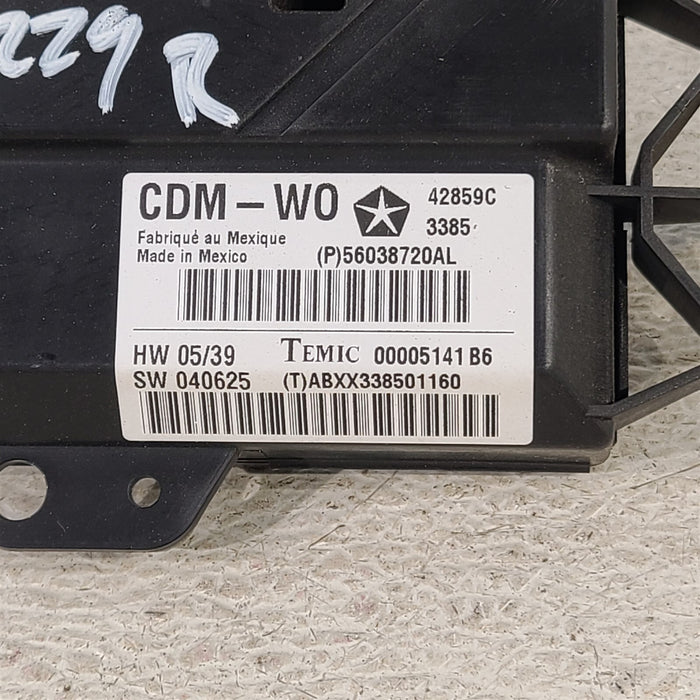 229 R
CDM-WO 42859C
3385
Fabriqué au Mexique
Made in Mexico (P)56038720AL
HW 05/39 TEMIC 00005141 B6
SW 040625 (T)ABXX338501160